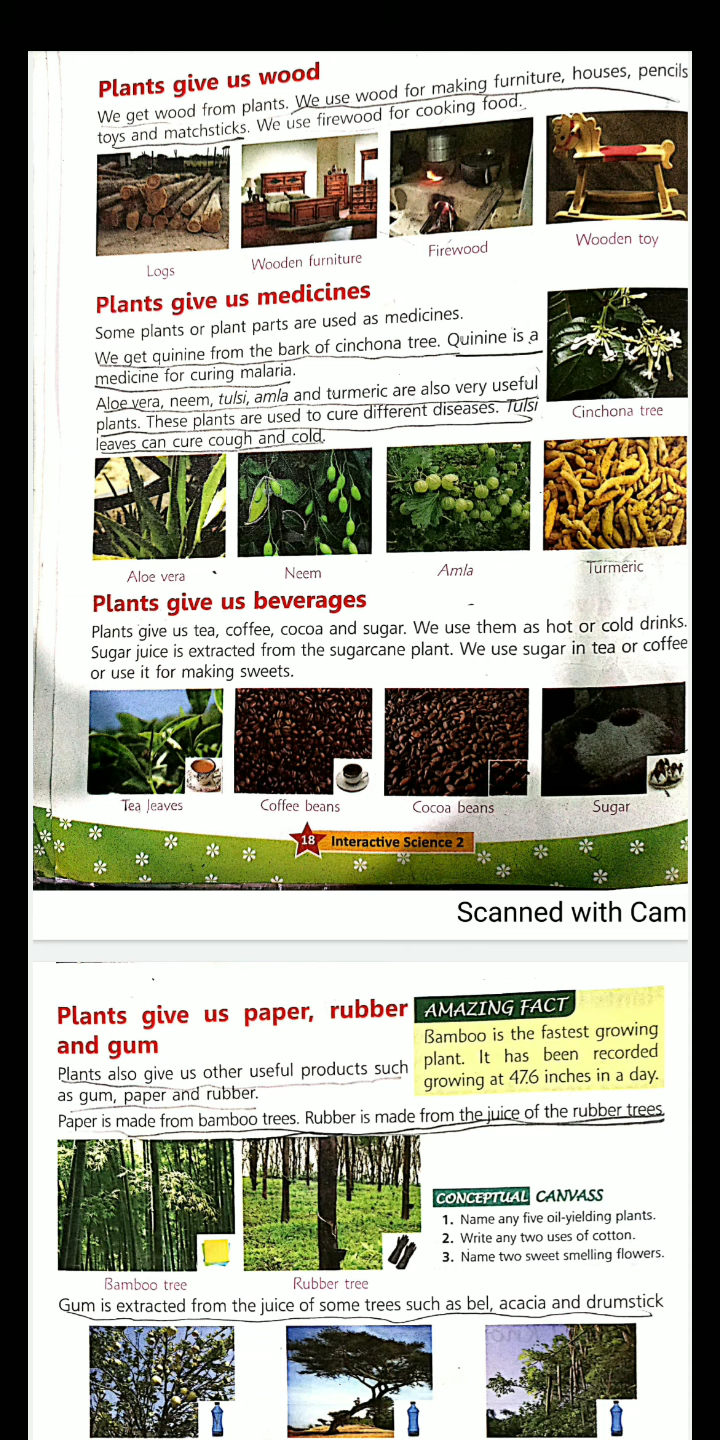 Plants give us wood
We get wood from plants. We use wood for making furniture, houses, pencils
toys and matchsticks. We use firewood for cooking food.
Logs
Wooden furniture
Firewood
Wooden toy
Plants give us medicines
Some plants or plant parts are used as medicines.
We get quinine from the bark of cinchona tree. Quinine is a
medicine for curing malaria.
Aloe vera, neem, tulsi, amla and turmeric are also very useful
plants. These plants are used to cure different diseases. Tulsi
leaves can cure cough and cold.
Cinchona tree
Aloe vera
Neem
Amla
Turmeric
Plants give us beverages
Plants give us tea, coffee, cocoa and sugar. We use them as hot or cold drinks.
Sugar juice is extracted from the sugarcane plant. We use sugar in tea or coffee
or use it for making sweets.
Tea leaves
Coffee beans
Cocoa beans
Sugar
18 Interactive Science 2
Scanned with Cam
Plants give us paper, rubber
and gum
Plants also give us other useful products such
as gum, paper and rubber.
AMAZING FACT
Bamboo is the fastest growing
plant. It has been recorded
growing at 47.6 inches in a day.
Paper is made from bamboo trees. Rubber is made from the juice of the rubber trees
Bamboo tree
Rubber tree
CONCEPTUAL CANVASS
1. Name any five oil-yielding plants.
2. Write any two uses of cotton.
3. Name two sweet smelling flowers.
Gum is extracted from the juice of some trees such as bel, acacia and drumstick